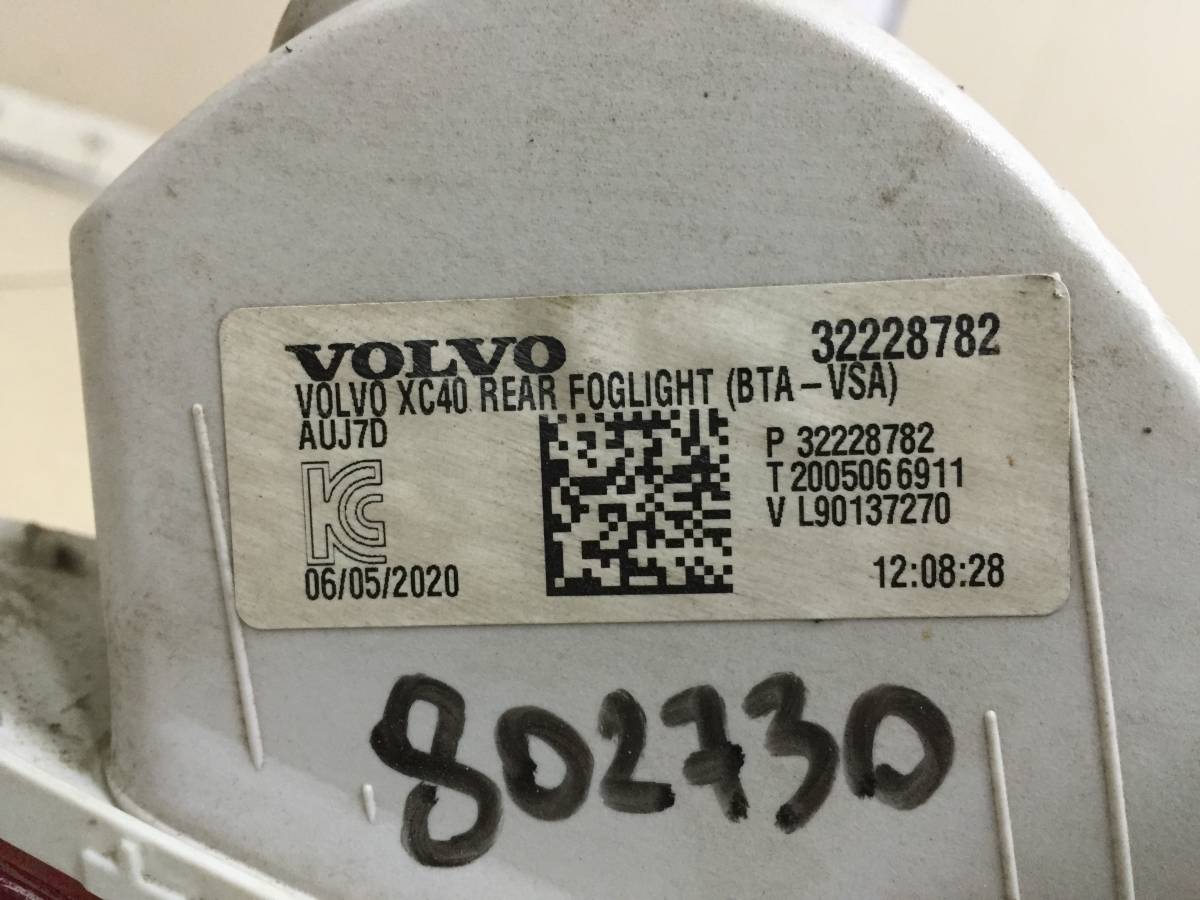 VOLVO 32228782
VOLVO XC40 REAR FOGLIGHT (BTA-VSA)
AUJ7D
P 32228782
T 2005066911
V L90137270
KC
06/05/2020
12:08:28
802730